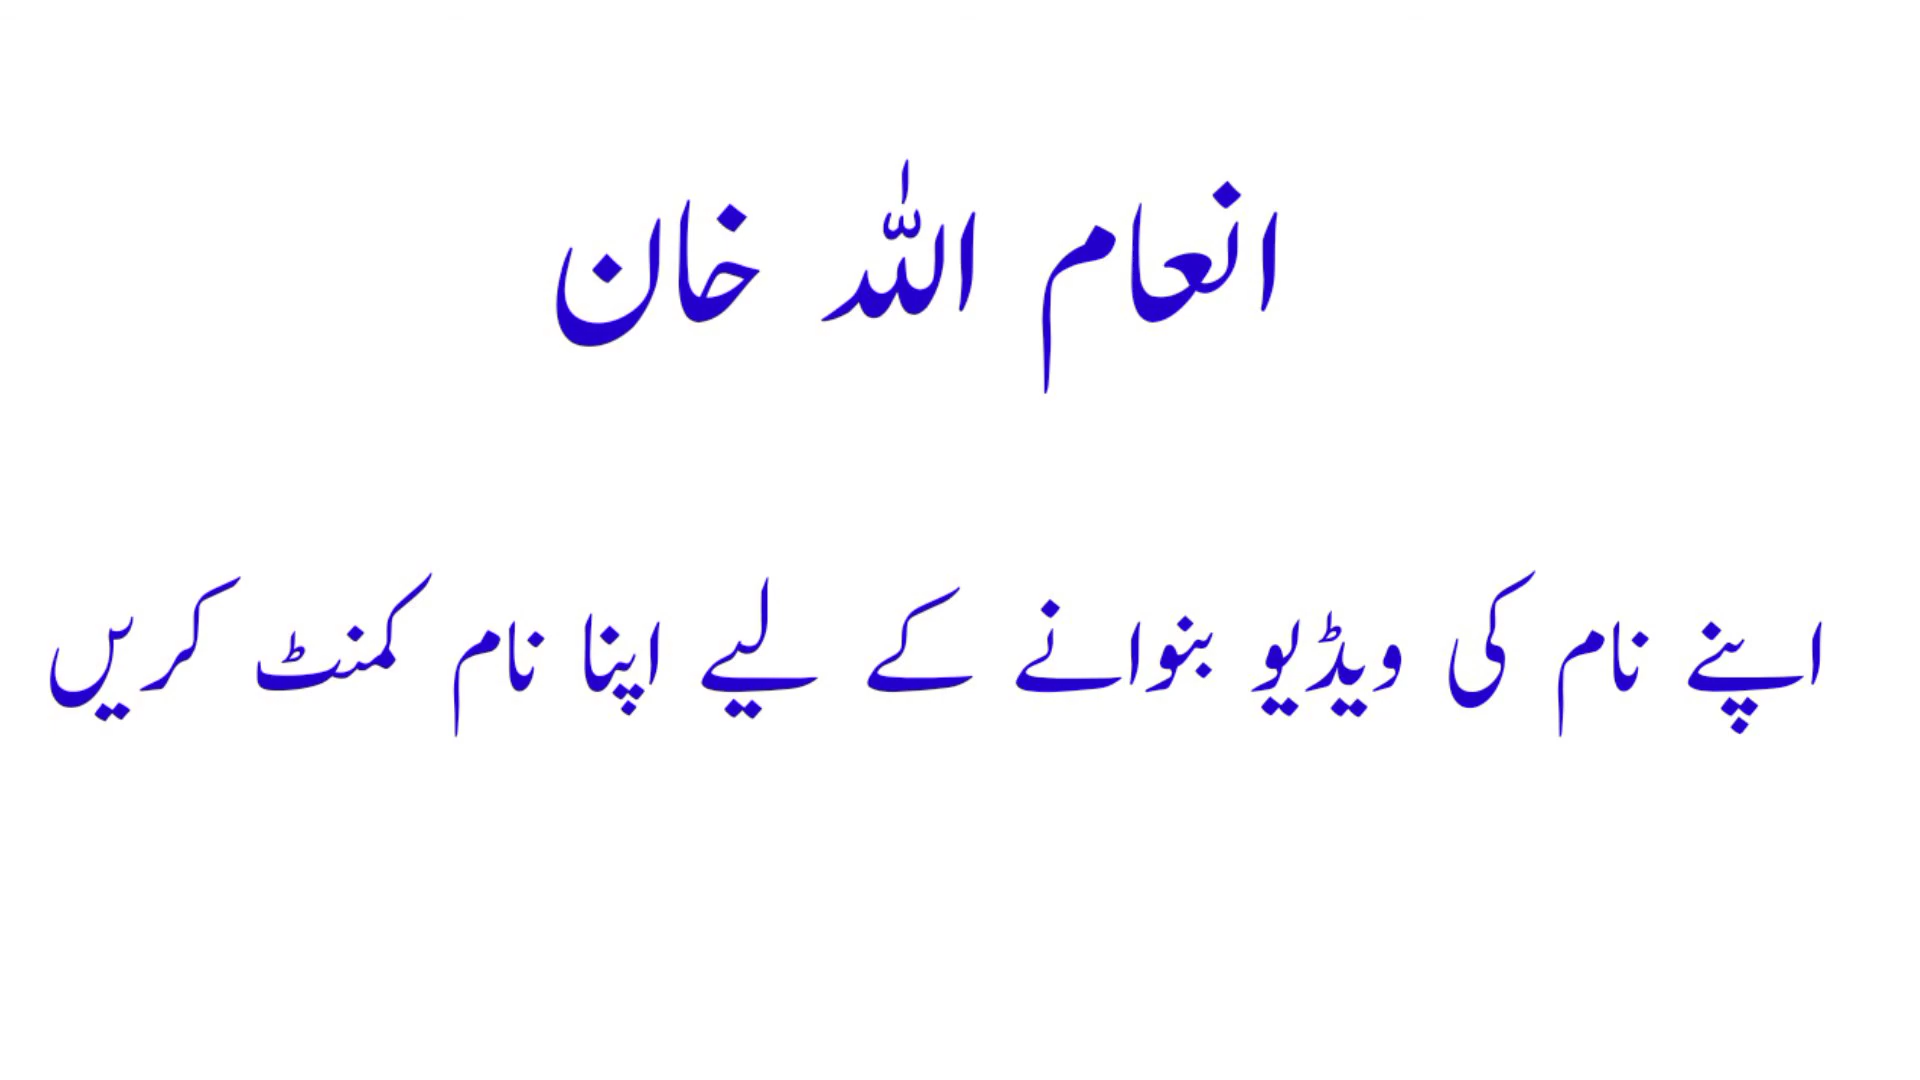 انعام اللہ خان
اپنے نام کی ویڈیو بنوانے کے لیے اپنا نام کمنٹ کریں